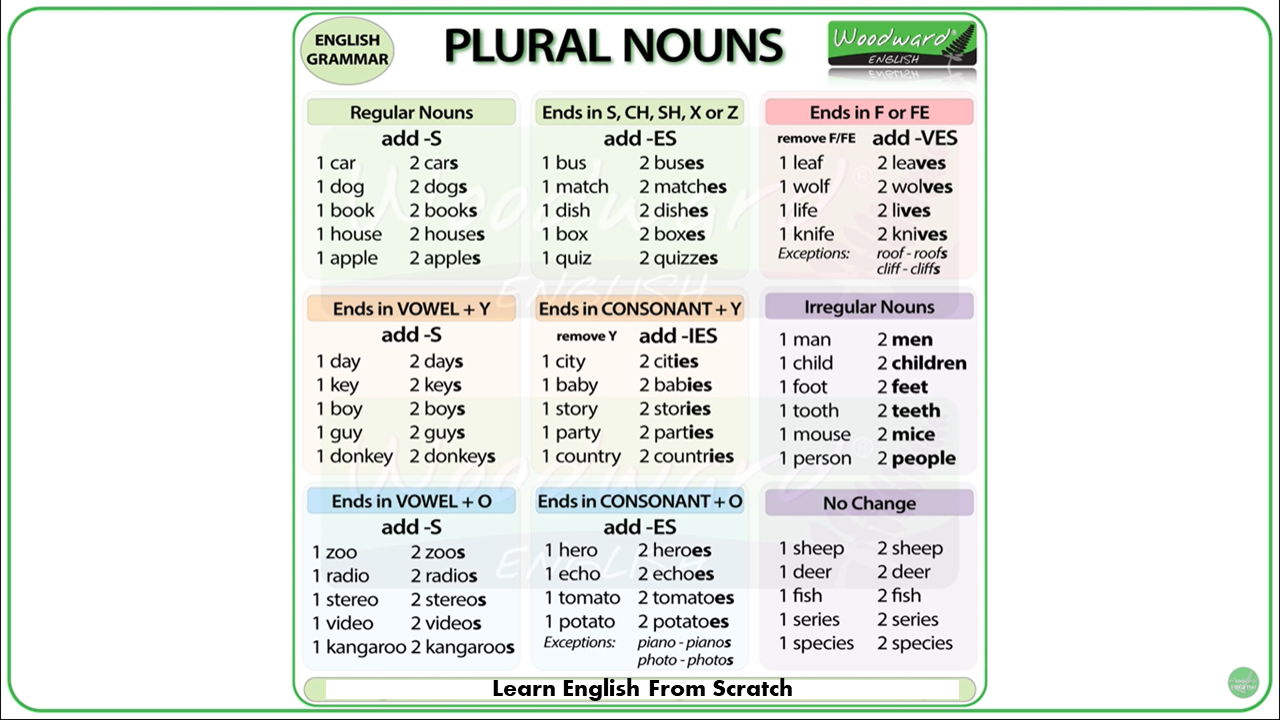 ENGLISH
GRAMMAR
PLURAL NOUNS
Woodward®
ENGLISH
Regular Nouns
add -S
1 car 2 cars
1 dog 2 dogs
1 book 2 books
1 house 2 houses
1 apple 2 apples
Ends in S, CH, SH, X or Z
add -ES
1 bus 2 buses
1 match 2 matches
1 dish 2 dishes
1 box 2 boxes
1 quiz 2 quizzes
Ends in F or FE
remove F/FE add -VES
1 leaf 2 leaves
1 wolf 2 wolves
1 life 2 lives
1 knife 2 knives
Exceptions: roof - roofs
cliff - cliffs
Ends in VOWEL + Y
add -S
1 day 2 days
1 key 2 keys
1 boy 2 boys
1 guy 2 guys
1 donkey 2 donkeys
Ends in CONSONANT + Y
remove Y add -IES
1 city 2 cities
1 baby 2 babies
1 story 2 stories
1 party 2 parties
1 country 2 countries
Irregular Nouns
1 man 2 men
1 child 2 children
1 foot 2 feet
1 tooth 2 teeth
1 mouse 2 mice
1 person 2 people
Ends in VOWEL + O
add -S
1 zoo 2 zoos
1 radio 2 radios
1 stereo 2 stereos
1 video 2 videos
1 kangaroo 2 kangaroos
Ends in CONSONANT + O
add -ES
1 hero 2 heroes
1 echo 2 echoes
1 tomato 2 tomatoes
1 potato 2 potatoes
Exceptions: piano - pianos
photo - photos
No Change
1 sheep 2 sheep
1 deer 2 deer
1 fish 2 fish
1 series 2 series
1 species 2 species
Woodward®
ENGLISH
Woodward
ENGLISH
Learn English From Scratch